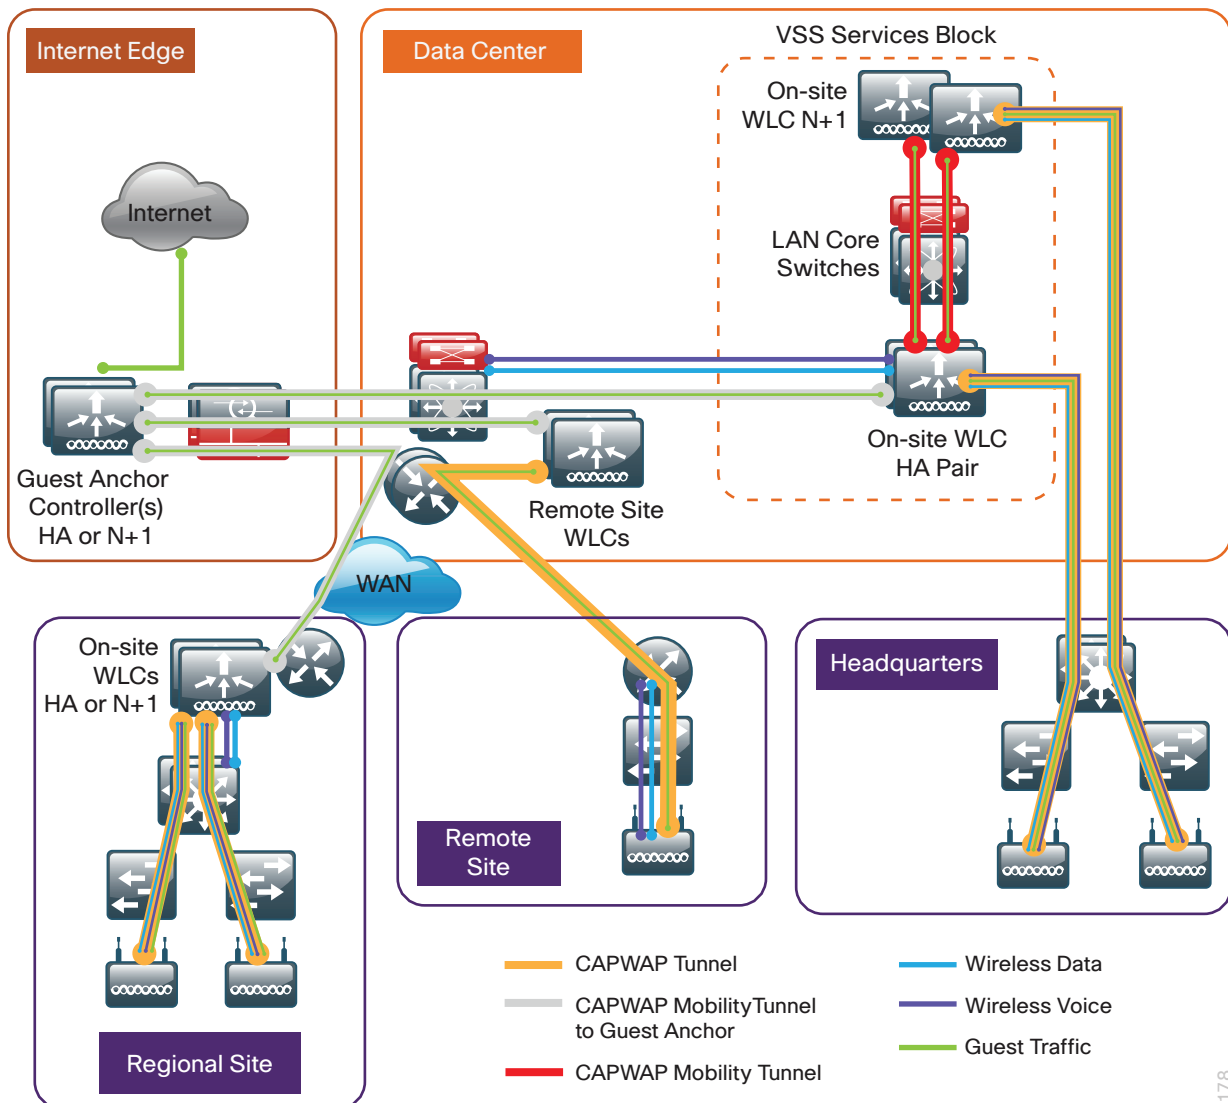 Internet Edge
Data Center
VSS Services Block
On-site
WLC N+1
Internet
LAN Core
Switches
On-site WLC
HA Pair
Guest Anchor
Controller(s)
HA or N+1
Remote Site
WLCs
WAN
On-site
WLCs
HA or N+1
Headquarters
Remote
Site
Regional Site
CAPWAP Tunnel
CAPWAP MobilityTunnel
to Guest Anchor
CAPWAP Mobility Tunnel
Wireless Data
Wireless Voice
Guest Traffic
178